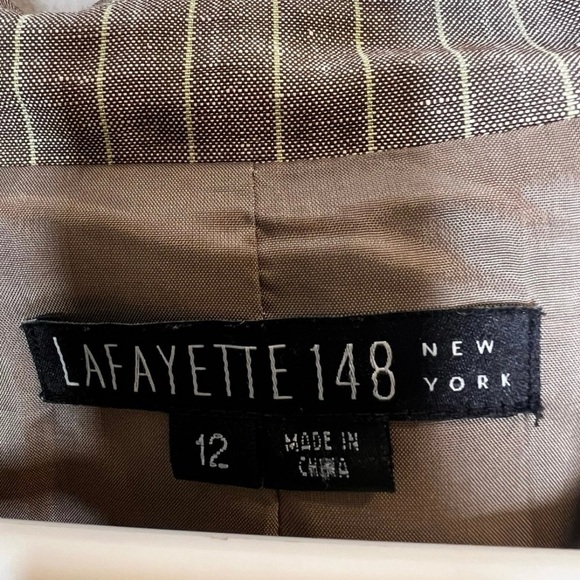 LAFAYETTE 148 NEW YORK
12
MADE IN
CHINA